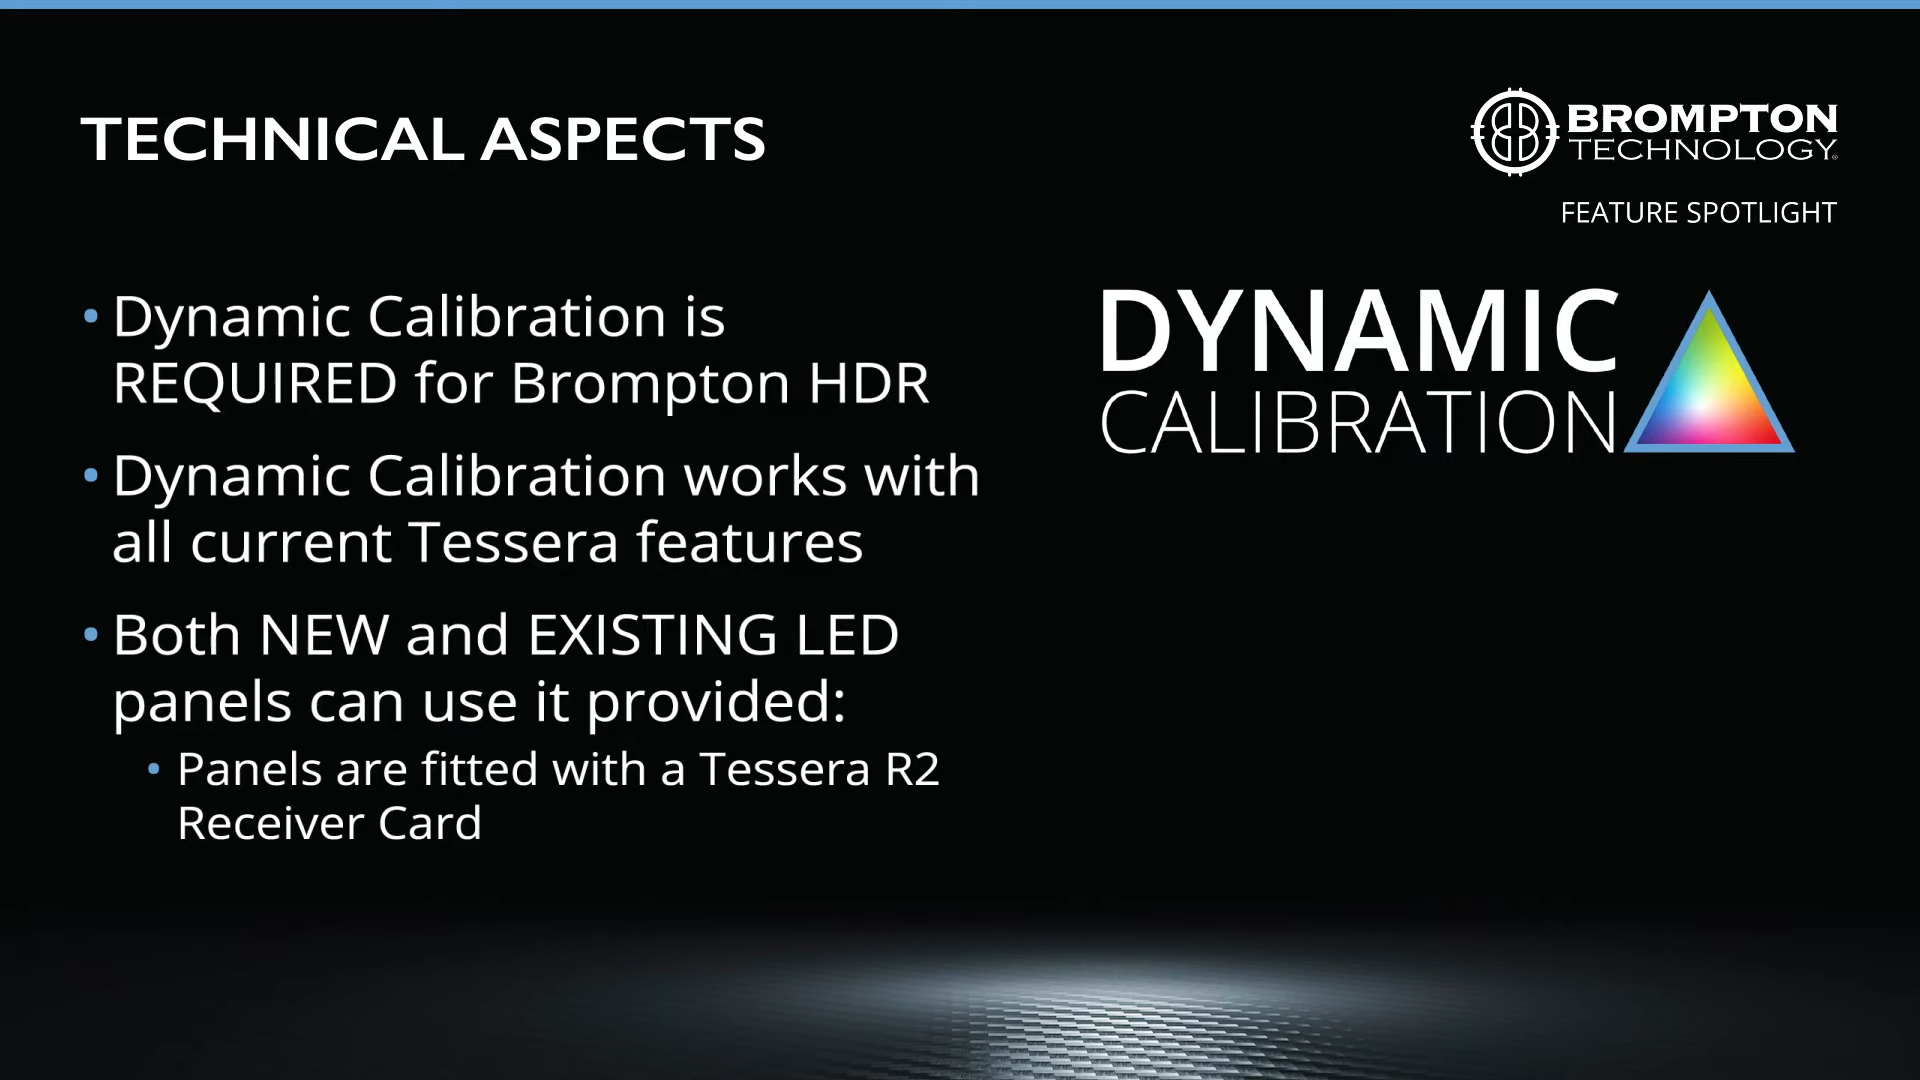 TECHNICAL ASPECTS
BROMPTON
TECHNOLOGY
FEATURE SPOTLIGHT
• Dynamic Calibration is
REQUIRED for Brompton HDR
• Dynamic Calibration works with
all current Tessera features
• Both NEW and EXISTING LED
panels can use it provided:
• Panels are fitted with a Tessera R2
Receiver Card
DYNAMIC
CALIBRATION